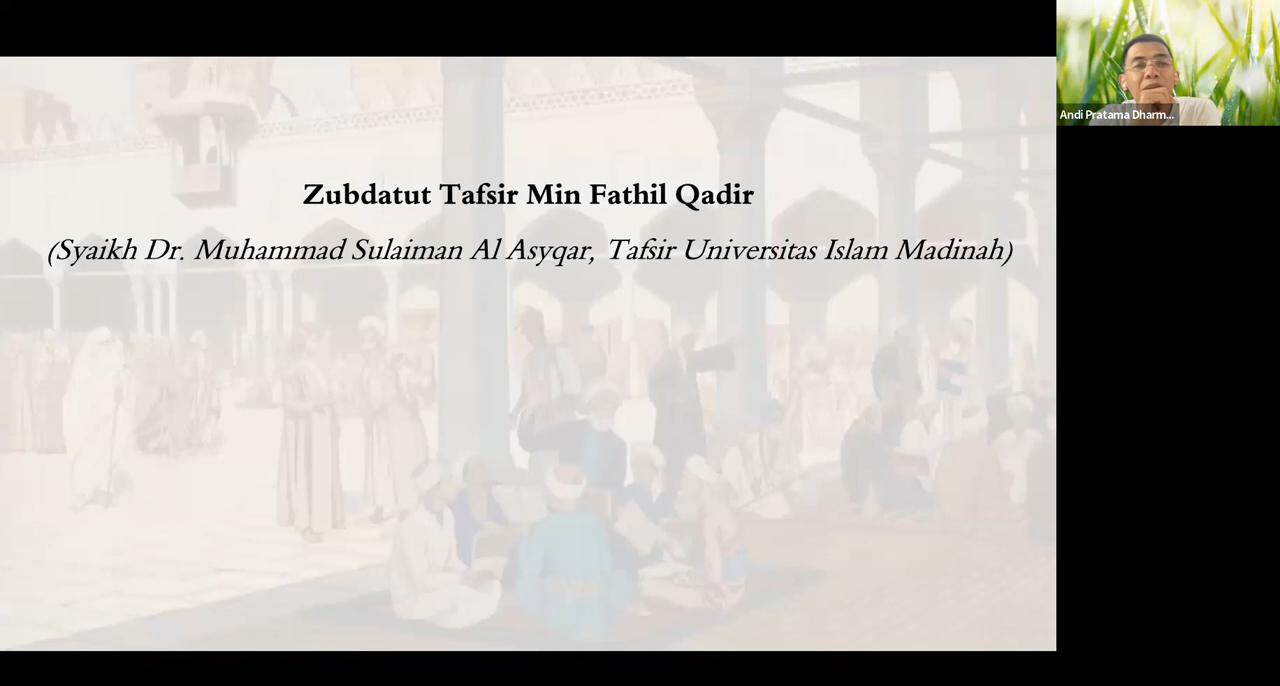 Zubdatut Tafsir Min Fathil Qadir
(Syaikh Dr. Muhammad Sulaiman Al Asyqar, Tafsir Universitas Islam Madinah)
Andi Pratama Dharm...